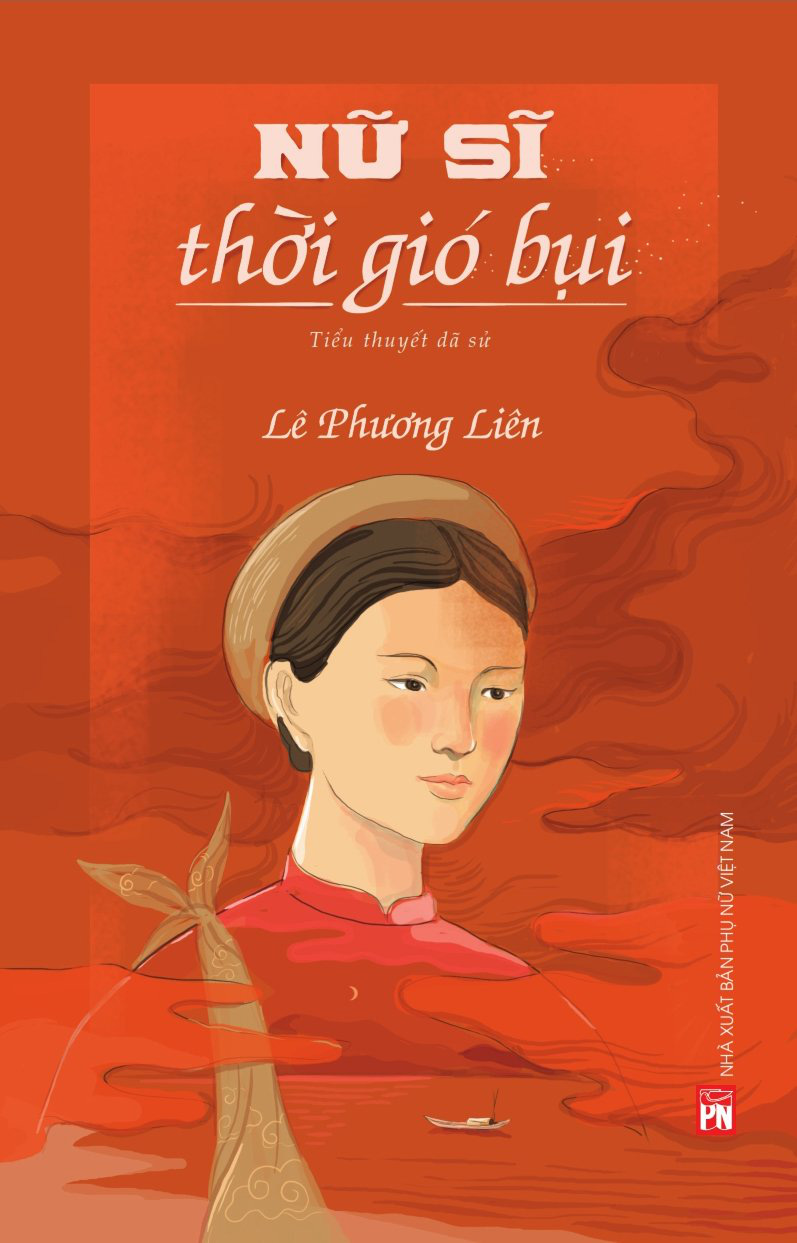 NỮ SĨ
thời gió bụi
Tiểu thuyết dã sử
Lê Phương Liên
NHÀ XUẤT BẢN PHỤ NỮ VIỆT NAM
PN